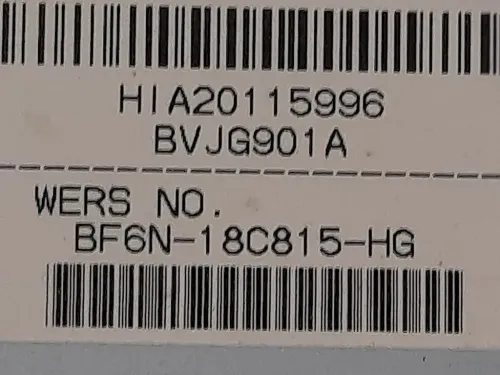 HIA20115996
BVJG901A
WERS NO.
BF6N-18C815-HG